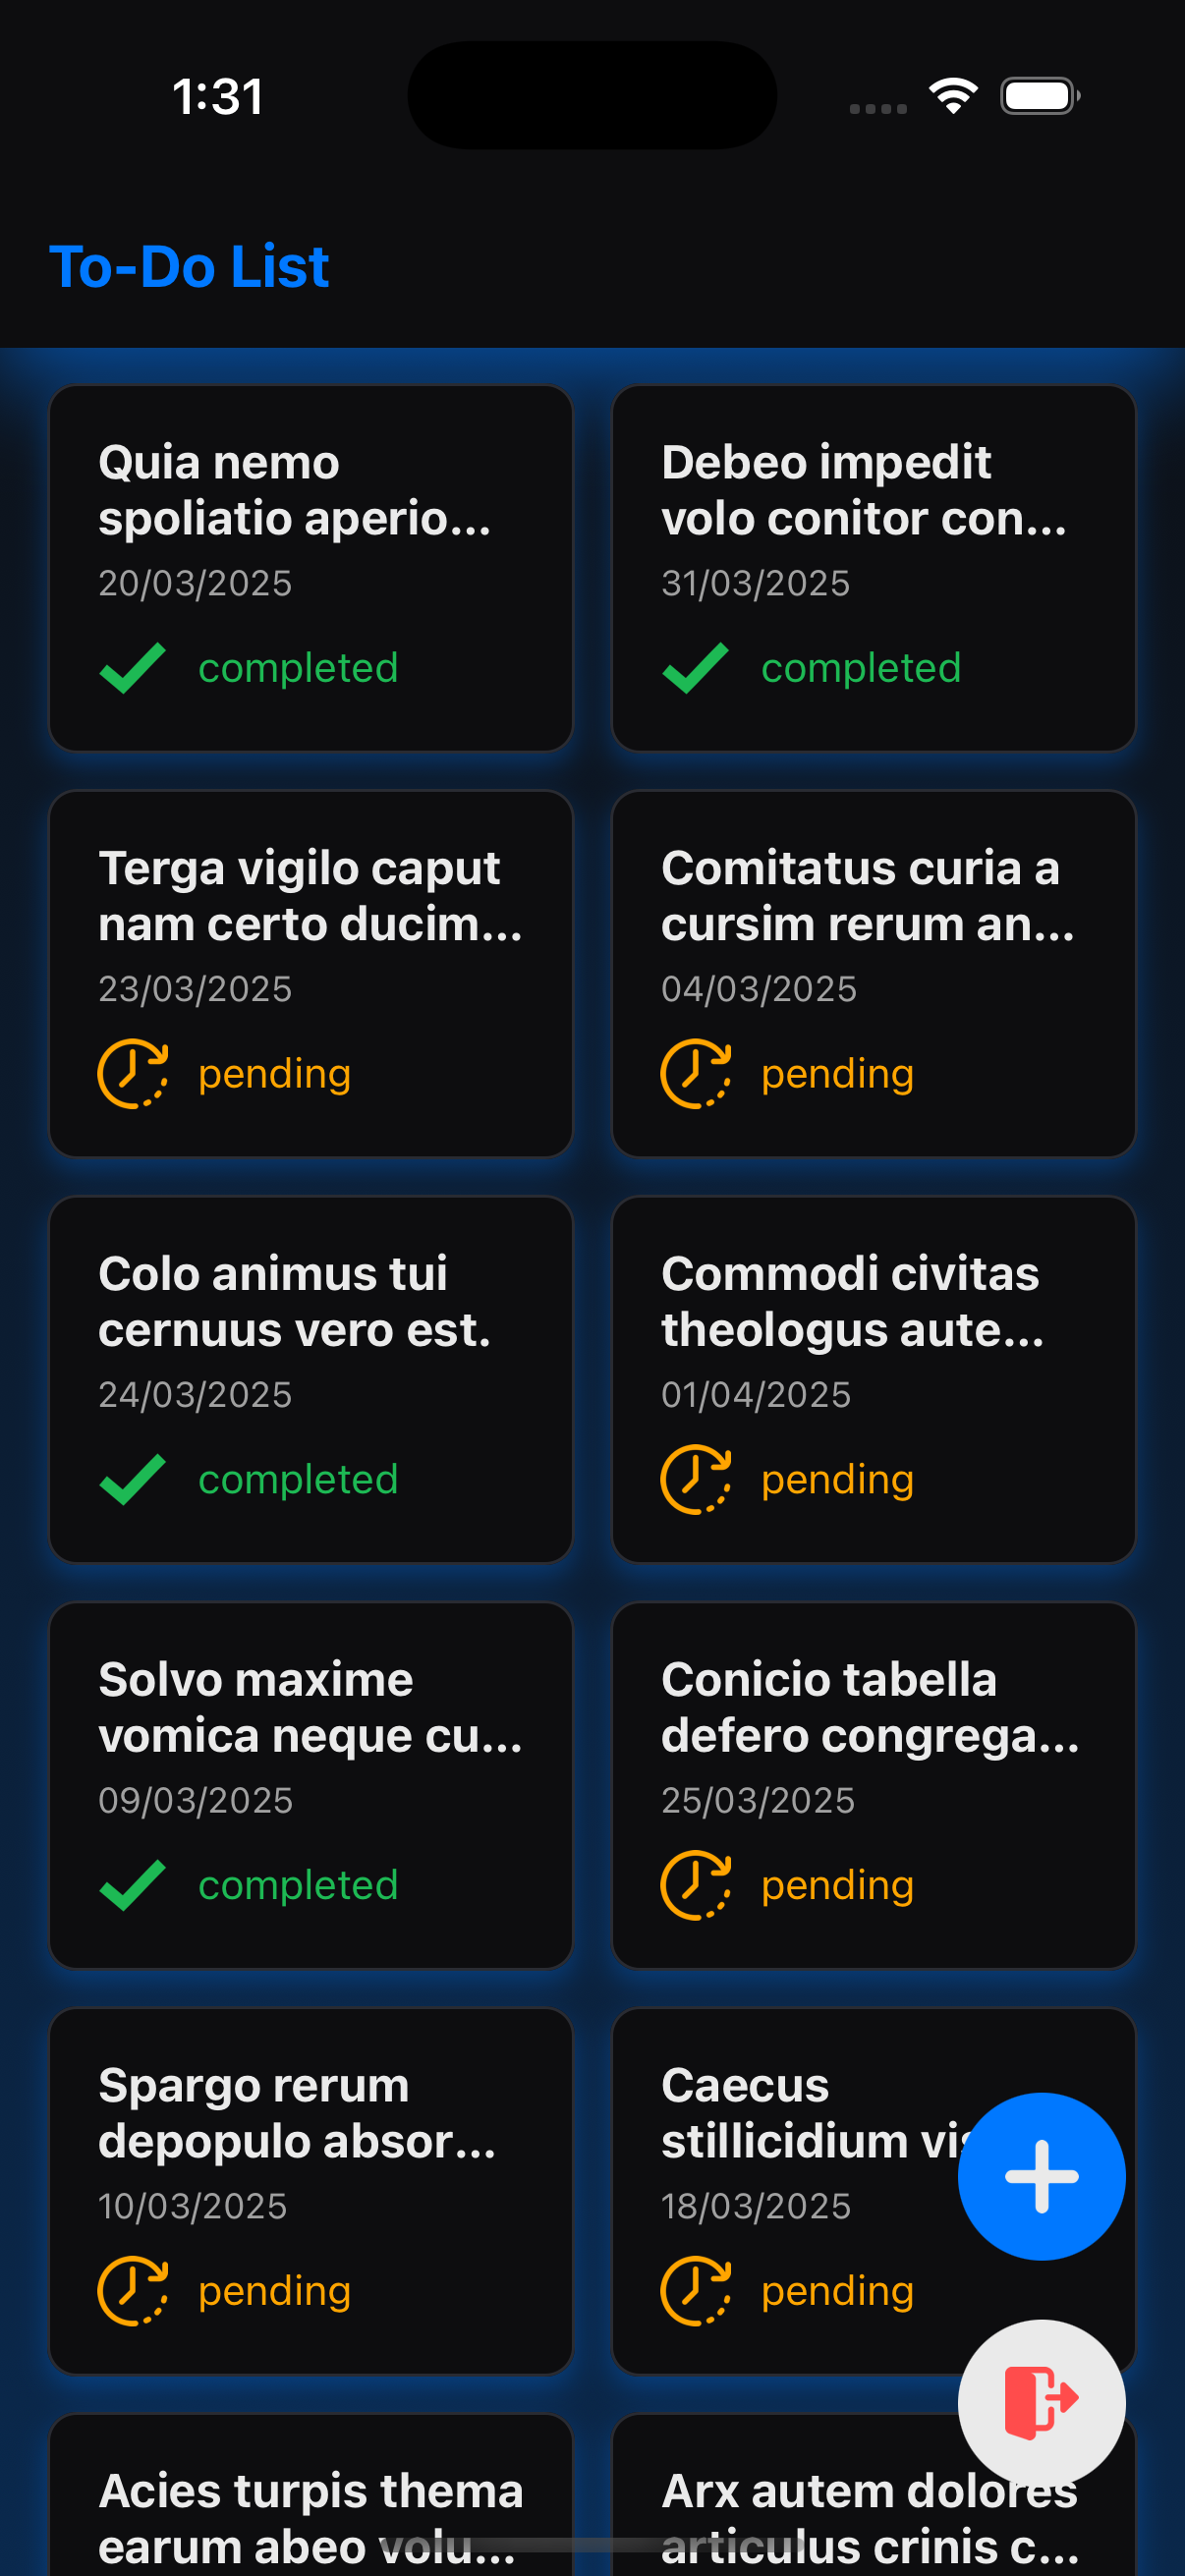 1:31
To-Do List
Quia nemo
spoliatio aperio...
20/03/2025
completed
Debeo impedit
volo conitor con...
31/03/2025
completed
Terga vigilo caput
nam certo ducim...
23/03/2025
pending
Comitatus curia a
cursim rerum an...
04/03/2025
pending
Colo animus tui
cernuus vero est.
24/03/2025
completed
Commodi civitas
theologus aute...
01/04/2025
pending
Solvo maxime
vomica neque cu...
09/03/2025
completed
Conicio tabella
defero congrega...
25/03/2025
pending
Spargo rerum
depopulo absor...
10/03/2025
pending
Caecus
stillicidium
18/03/2025
pending
Acies turpis thema
earum abeo volu...
Arx autem dolores
articulus crinis c...